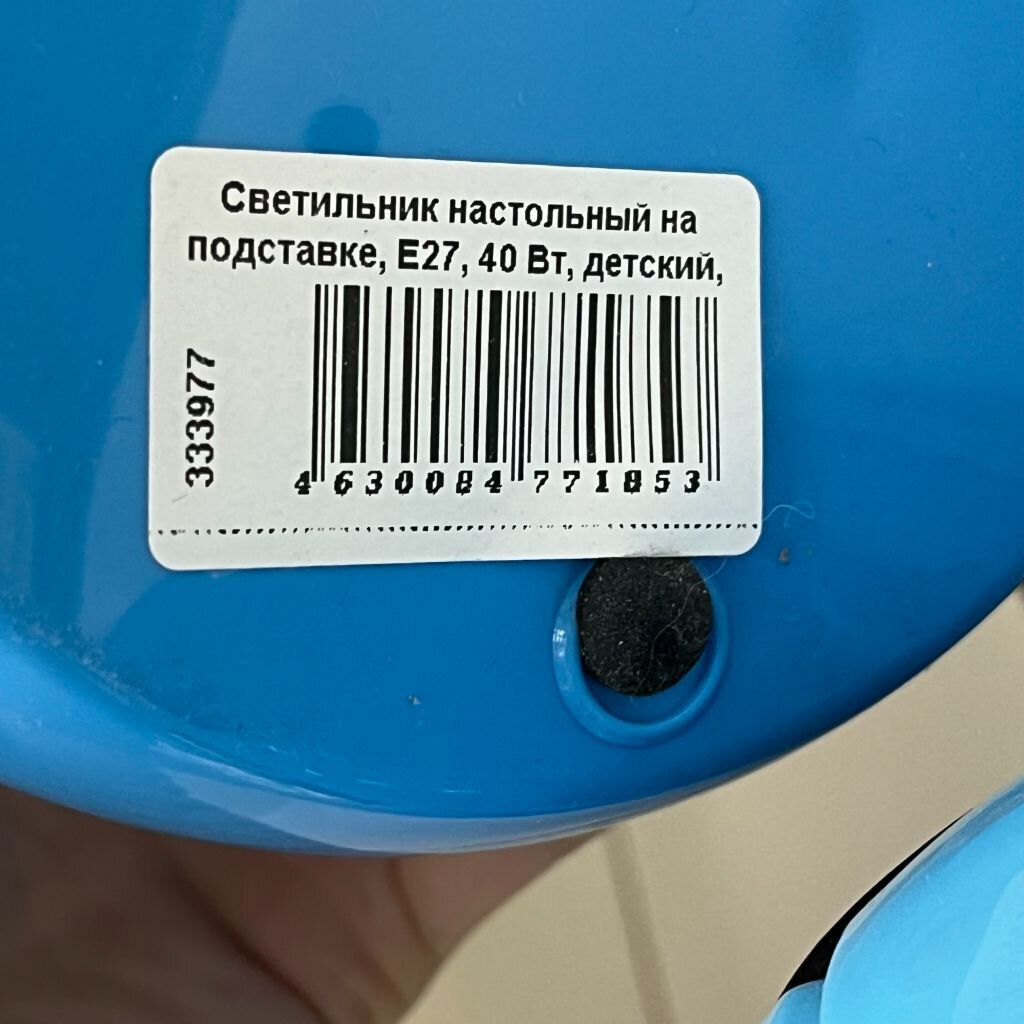 Светильник настольный на
подставке, E27, 40 Вт, детский,
333977
4 630084 771853